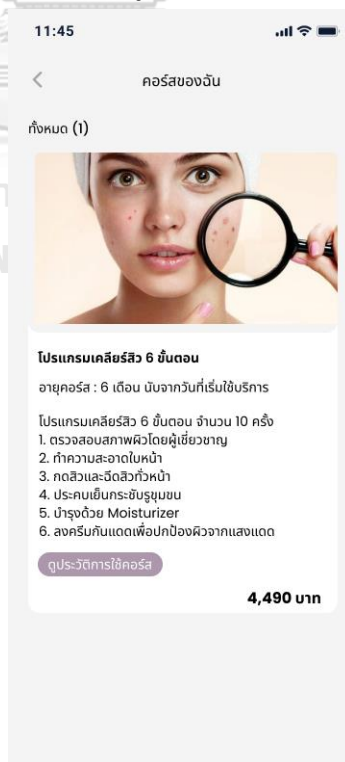 11:45
คอร์สของฉัน
ทั้งหมด (1)
โปรแกรมเคลียร์สิว 6 ขั้นตอน
อายุคอร์ส : 6 เดือน นับจากวันที่เริ่มใช้บริการ
โปรแกรมเคลียร์สิว 6 ขั้นตอน จำนวน 10 ครั้ง
1. ตรวจสอบสภาพผิวโดยผู้เชี่ยวชาญ
2. ทำความสะอาดใบหน้า
3. กดสิวและฉีดสิวทั่วหน้า
4. ประคบเย็นกระชับรูขุมขน
5. บำรุงด้วย Moisturizer
6. ลงครีมกันแดดเพื่อปกป้องผิวจากแสงแดด
ดูประวัติการใช้คอร์ส
4,490 บาท